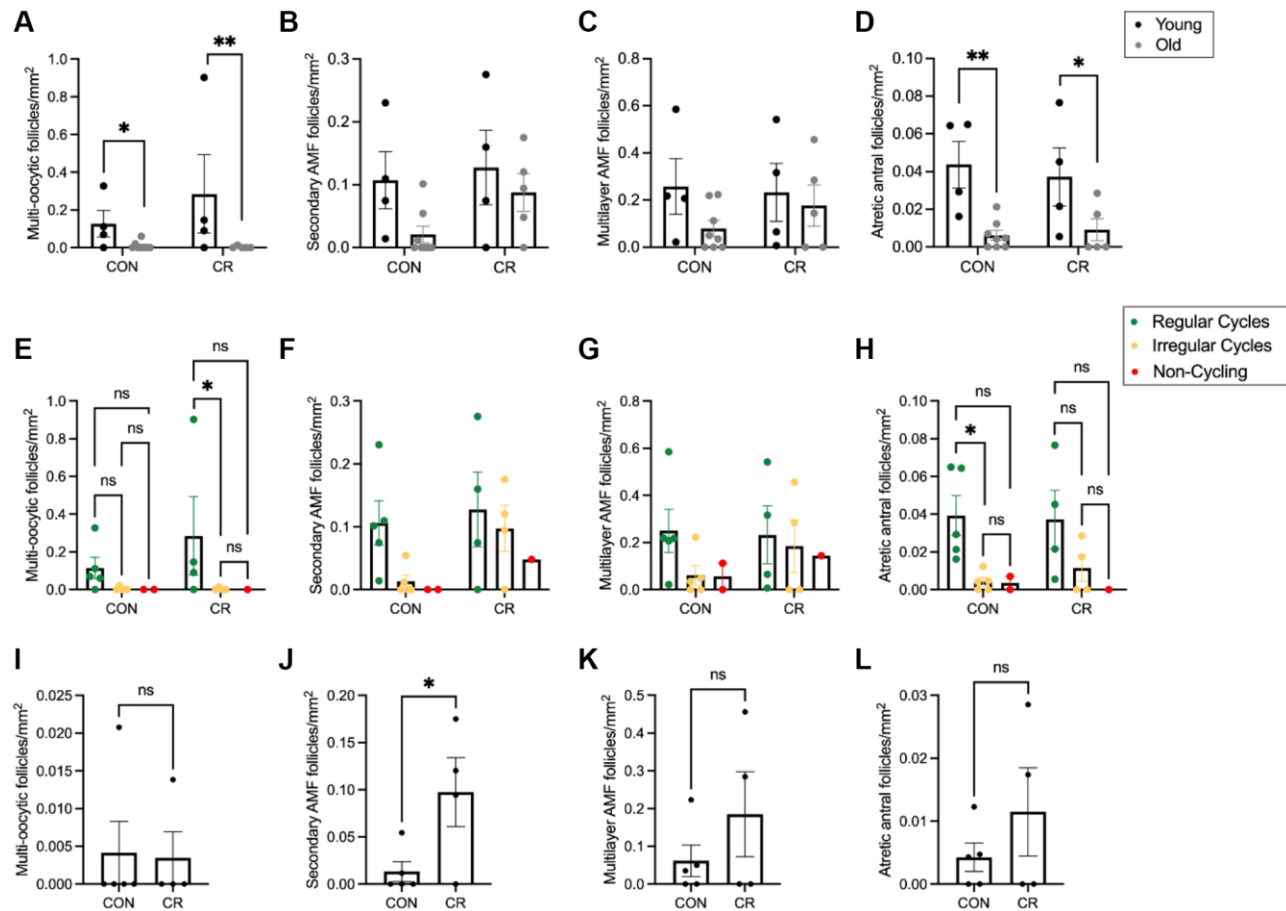 A
B
C
D
Young
Old
Multi-oocytic follicles/mm²
1.0
0.8
0.6
0.4
0.2
0.0
*
**
CON
CR
Secondary AMF follicles/mm²
0.3
0.2
0.1
0.0
CON
CR
Multilayer AMF follicles/mm²
0.8
0.6
0.4
0.2
0.0
CON
CR
Atretic antral follicles/mm²
0.10
0.08
0.06
0.04
0.02
0.00
**
*
CON
CR
Regular Cycles
Irregular Cycles
Non-Cycling
E
F
G
H
Multi-oocytic follicles/mm²
1.0
0.8
0.6
0.4
0.2
0.0
ns
ns
ns
ns
*
ns
CON
CR
Secondary AMF follicles/mm²
0.3
0.2
0.1
0.0
CON
CR
Multilayer AMF follicles/mm²
0.8
0.6
0.4
0.2
0.0
CON
CR
Atretic antral follicles/mm²
0.10
0.08
0.06
0.04
0.02
0.00
ns
*
ns
ns
ns
ns
CON
CR
I
J
K
L
Multi-oocytic follicles/mm²
0.025
0.020
0.015
0.010
0.005
0.000
ns
CON
CR
Secondary AMF follicles/mm²
0.20
0.15
0.10
0.05
0.00
*
CON
CR
Multilayer AMF follicles/mm²
0.5
0.4
0.3
0.2
0.1
0.0
ns
CON
CR
Atretic antral follicles/mm²
0.03
0.02
0.01
0.00
ns
CON
CR